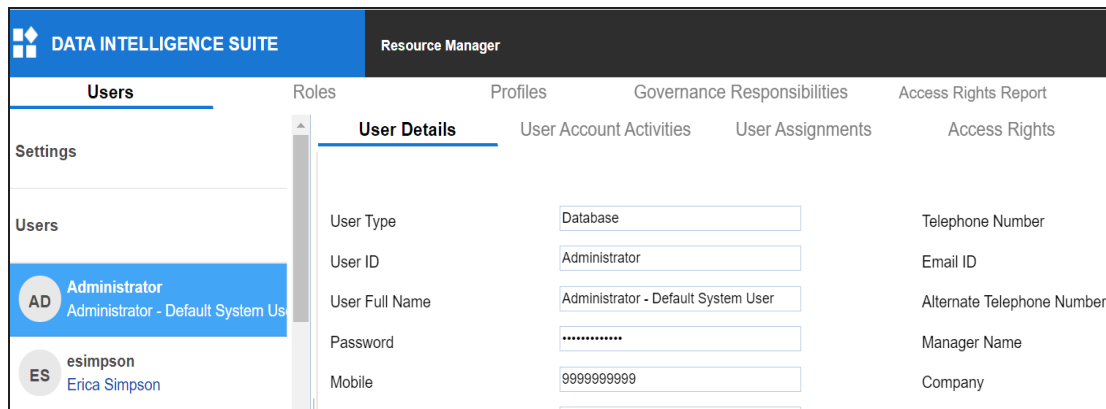 DATA INTELLIGENCE SUITE
Resource Manager
Users Roles Profiles Governance Responsibilities Access Rights Report
Settings
Users
AD
Administrator
Administrator - Default System Us
ES
esimpson
Erica Simpson
User Details User Account Activities User Assignments Access Rights
User Type Database Telephone Number
User ID Administrator Email ID
User Full Name Administrator - Default System User Alternate Telephone Number
Password ••••••••••••• Manager Name
Mobile 9999999999 Company